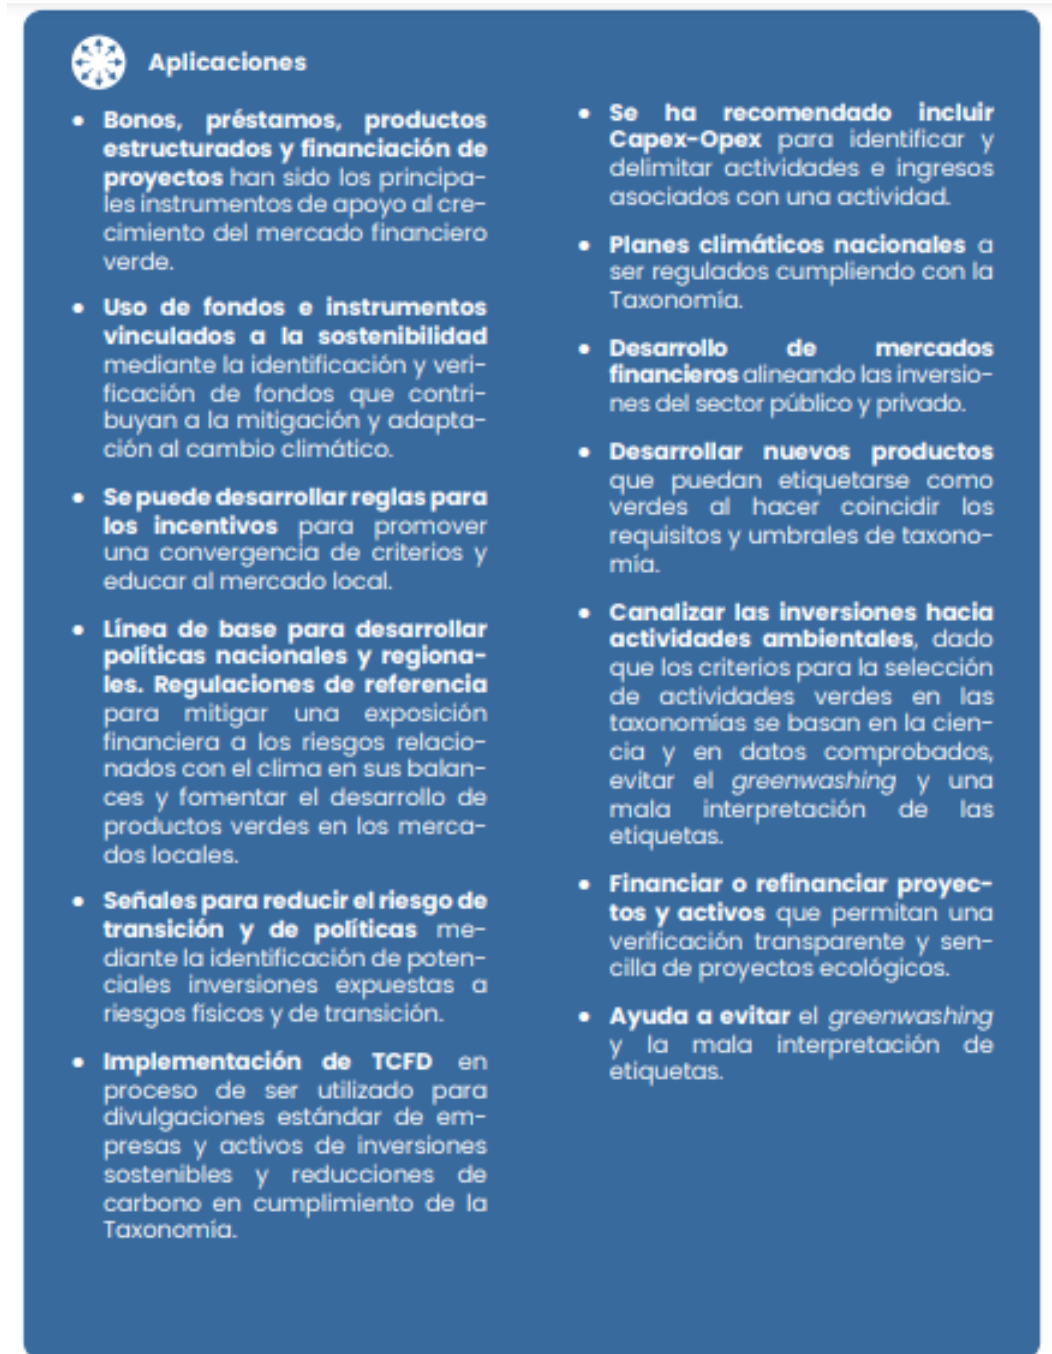 Aplicaciones
• Bonos, préstamos, productos
estructurados y financiación de
proyectos han sido los principa-
les instrumentos de apoyo al cre-
cimiento del mercado financiero
verde.
• Uso de fondos e instrumentos
vinculados a la sostenibilidad
mediante la identificación y veri-
ficación de fondos que contri-
buyan a la mitigación y adapta-
ción al cambio climático.
• Se puede desarrollar reglas para
los incentivos para promover
una convergencia de criterios y
educar al mercado local.
• Línea de base para desarrollar
políticas nacionales y regiona-
les. Regulaciones de referencia
para mitigar una exposición
financiera a los riesgos relacio-
nados con el clima en sus balan-
ces y fomentar el desarrollo de
productos verdes en los merca-
dos locales.
• Señales para reducir el riesgo de
transición y de políticas me-
diante la identificación de poten-
ciales inversiones expuestas a
riesgos físicos y de transición.
• Implementación de TCFD en
proceso de ser utilizado para
divulgaciones estándar de em-
presas y activos de inversiones
sostenibles y reducciones de
carbono en cumplimiento de la
Taxonomía.
• Se ha recomendado incluir
Capex-Opex para identificar y
delimitar actividades e ingresos
asociados con una actividad.
• Planes climáticos nacionales a
ser regulados cumpliendo con la
Taxonomía.
• Desarrollo de mercados
financieros alineando las inversio-
nes del sector público y privado.
• Desarrollar nuevos productos
que puedan etiquetarse como
verdes al hacer coincidir los
requisitos y umbrales de taxono-
mía.
• Canalizar las inversiones hacia
actividades ambientales, dado
que los criterios para la selección
de actividades verdes en las
taxonomías se basan en la cien-
cia y en datos comprobados,
evitar el greenwashing y una
mala interpretación de las
etiquetas.
• Financiar o refinanciar proyec-
tos y activos que permitan una
verificación transparente y sen-
cilla de proyectos ecológicos.
• Ayuda a evitar el greenwashing
y la mala interpretación de
etiquetas.